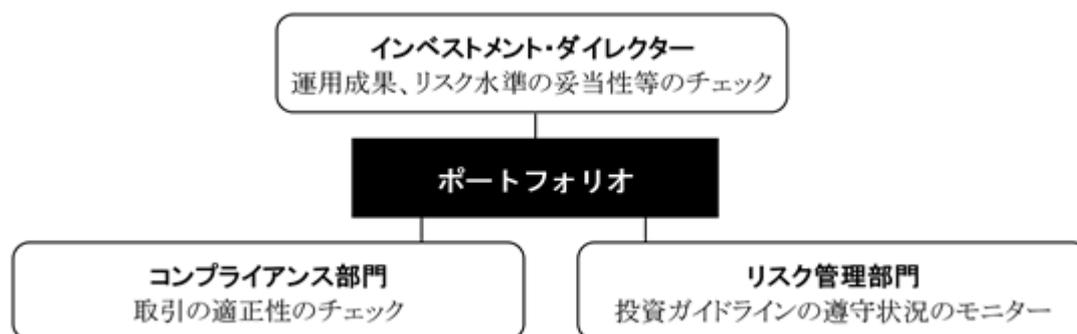 インベストメント・ダイレクター
運用成果、リスク水準の妥当性等のチェック
ポートフォリオ
コンプライアンス部門
取引の適正性のチェック
リスク管理部門
投資ガイドラインの遵守状況のモニター